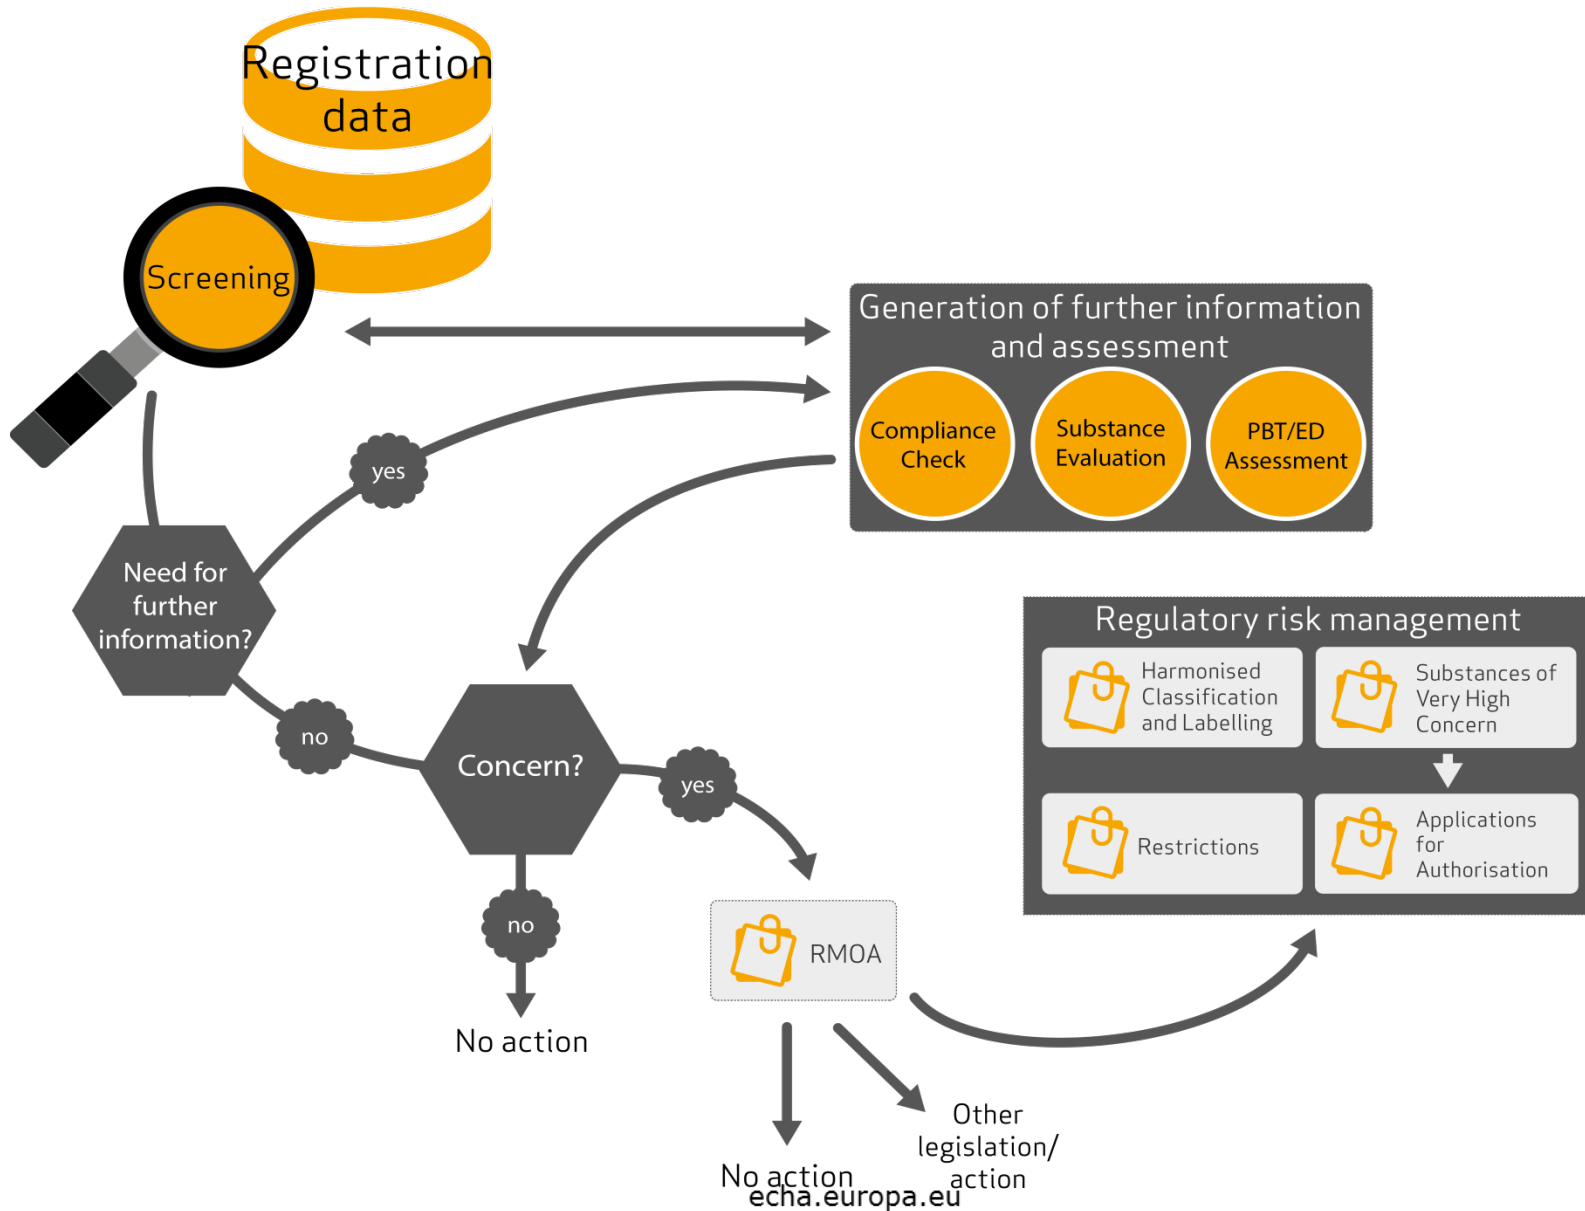 Registration
data
Screening
Generation of further information
and assessment
Compliance
Check
Substance
Evaluation
PBT/ED
Assessment
yes
Need for
further
information?
no
Concern?
yes
no
No action
RMOA
No action
Other
legislation/
action
Regulatory risk management
Harmonised
Classification
and Labelling
Substances of
Very High
Concern
Restrictions
Applications
for
Authorisation
echa.europa.eu